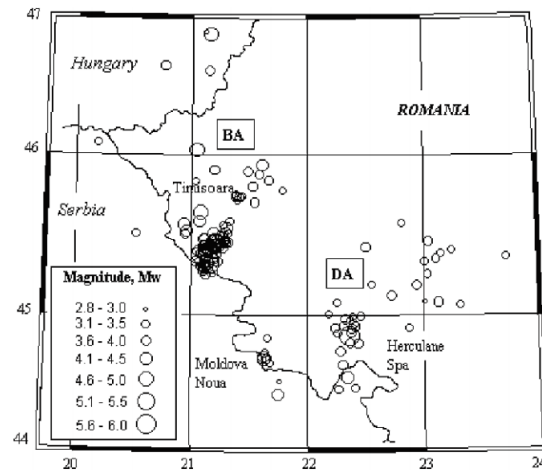 47
Hungary
ROMANIA
BA
46
Timisoara
Serbia
DA
Magnitude, Mw
2.8 - 3.0
3.1 - 3.5
3.6 - 4.0
4.1 - 4.5
4.6 - 5.0
5.1 - 5.5
5.6 - 6.0
45
Moldova
Noua
Herculane
Spa
44
20
21
22
23
24